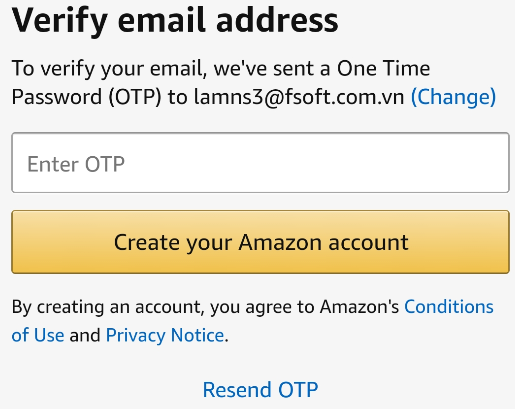 Verify email address
To verify your email, we've sent a One Time
Password (OTP) to lamns3@fsoft.com.vn (Change)
Enter OTP
Create your Amazon account
By creating an account, you agree to Amazon's Conditions
of Use and Privacy Notice.
Resend OTP